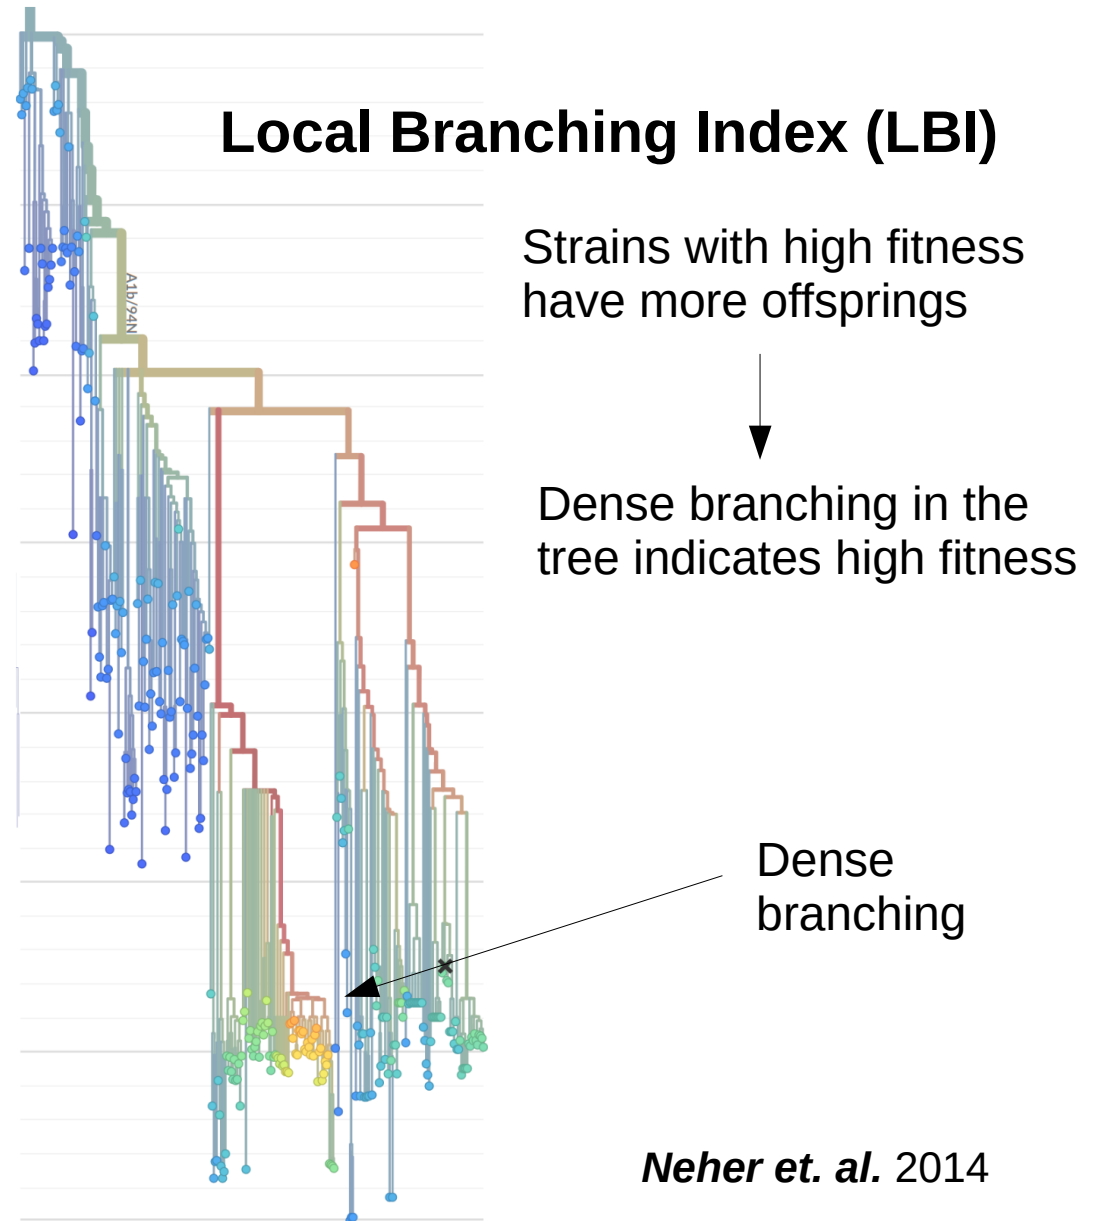 Local Branching Index (LBI)
Strains with high fitness
have more offsprings
A1b/94N
Dense branching in the
tree indicates high fitness
Dense
branching
Neher et. al. 2014